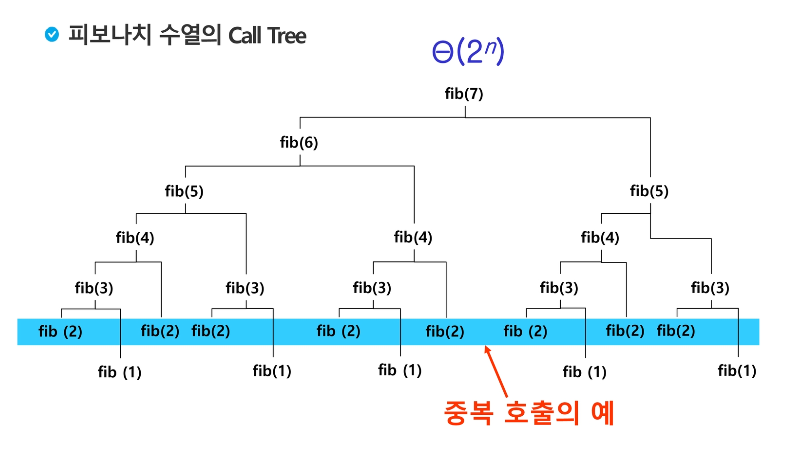 피보나치 수열의 Call Tree
Θ(2ⁿ)
fib(7)
fib(6)
fib(5) fib(5)
fib(4) fib(4) fib(4)
fib(3) fib(3) fib(3) fib(3) fib(3)
fib (2) fib(2) fib(2) fib (2) fib(2) fib (2) fib(2) fib(2)
fib (1) fib(1) fib (1) fib (1) fib(1)
중복 호출의 예